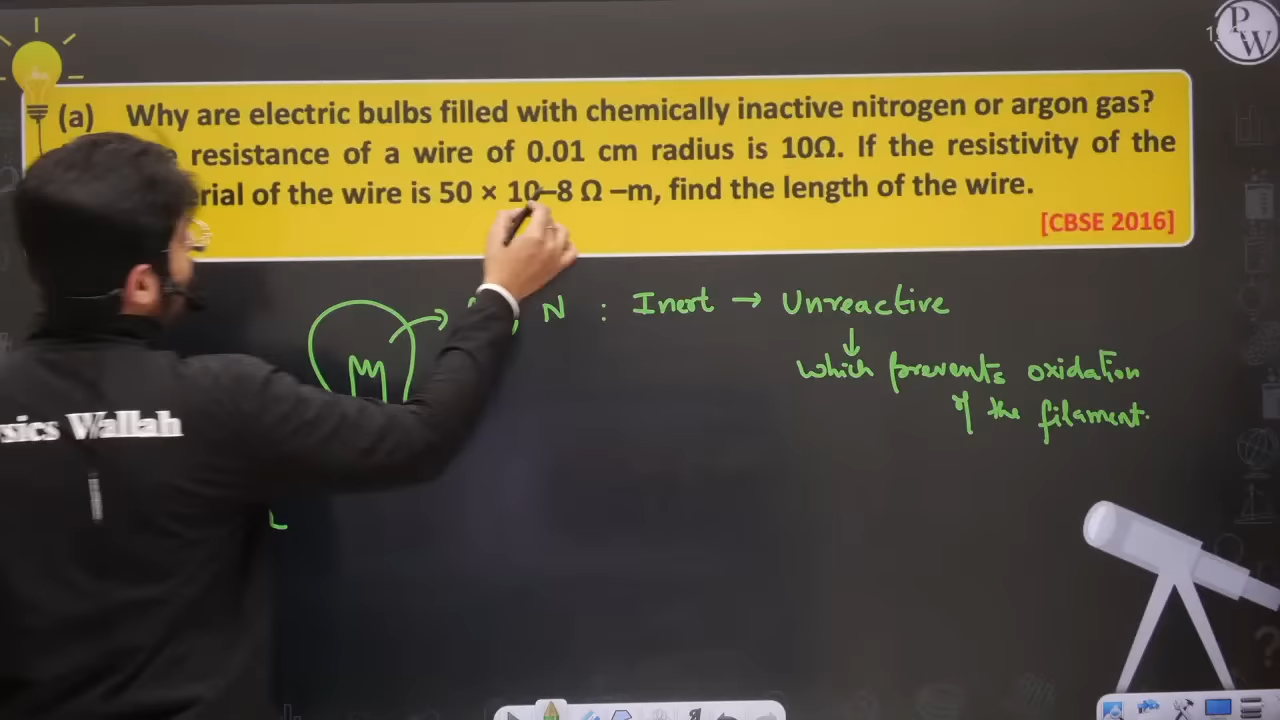 (a) Why are electric bulbs filled with chemically inactive nitrogen or argon gas?
resistance of a wire of 0.01 cm radius is 10Ω. If the resistivity of the
of the wire is 50 × 10–8 Ω –m, find the length of the wire.
[CBSE 2016]
, N : Inert → Unreactive
↓
which prevents oxidation
of the filament.
Wallah
PW